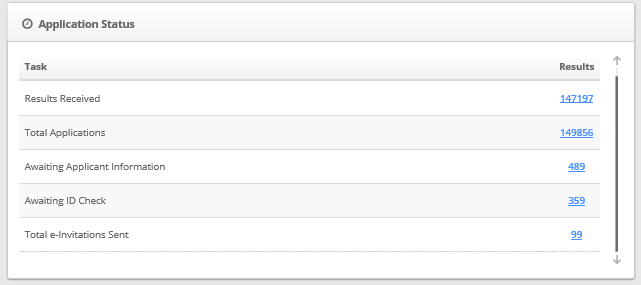 Application Status
Task Results
Results Received 147197
Total Applications 149856
Awaiting Applicant Information 489
Awaiting ID Check 359
Total e-Invitations Sent 99